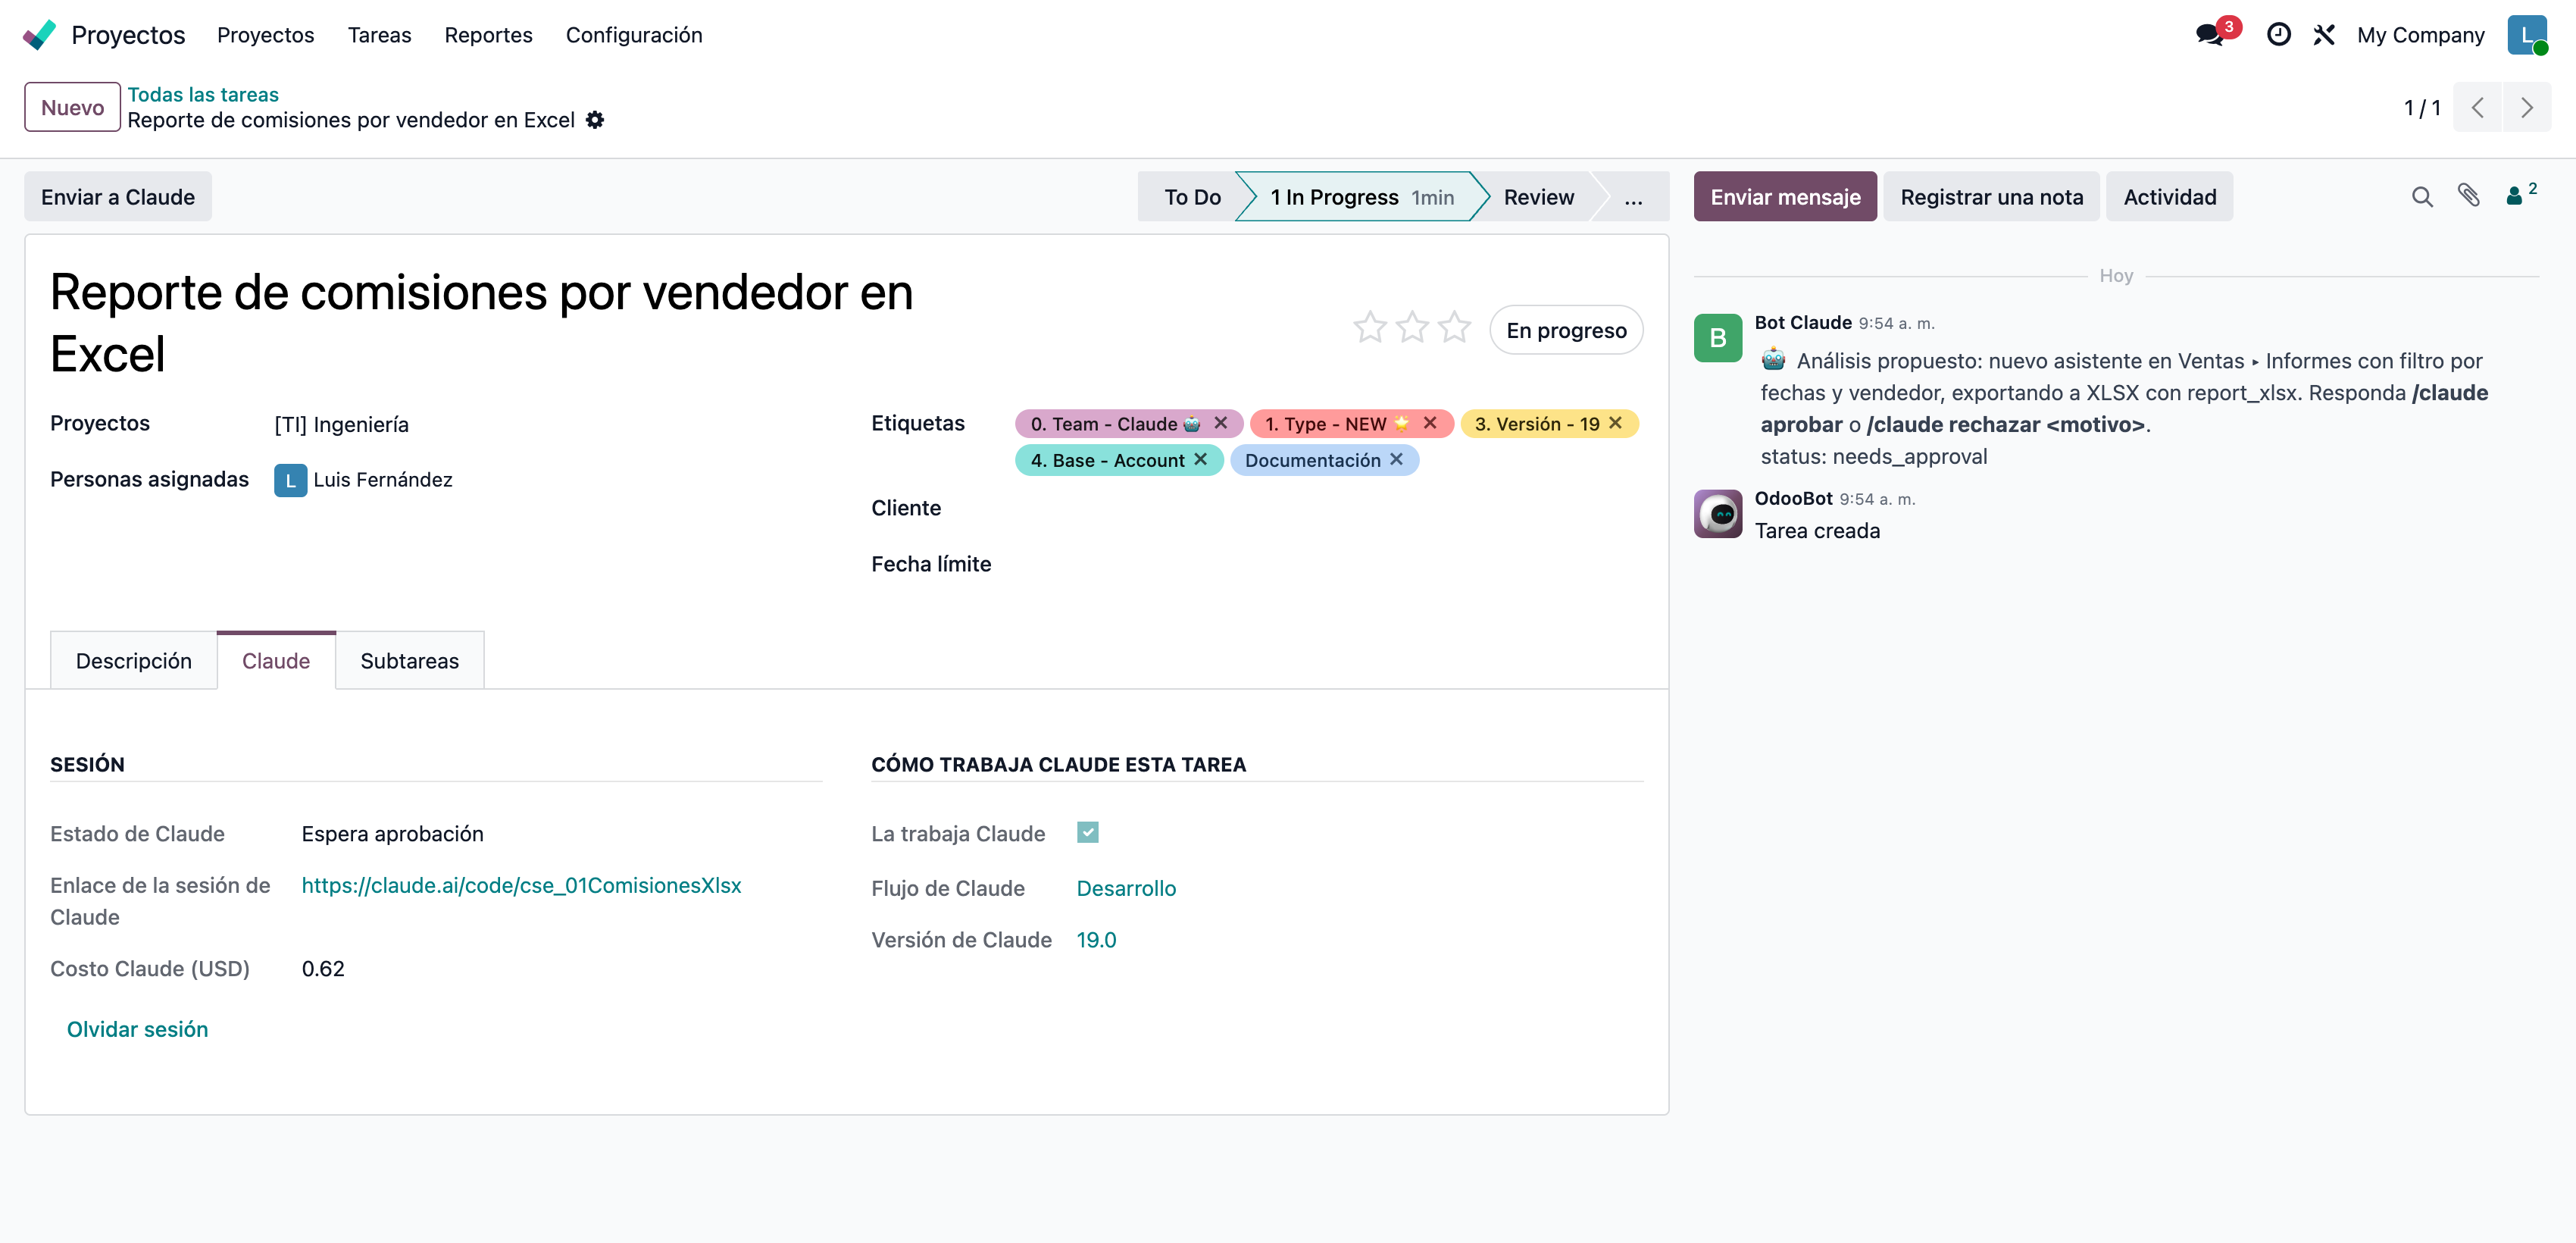 Proyectos Proyectos Tareas Reportes Configuración 3 My Company L
Nuevo
Todas las tareas
Reporte de comisiones por vendedor en Excel
1 / 1
Enviar a Claude
To Do 1 In Progress 1min Review ...
Enviar mensaje Registrar una nota Actividad 2
Reporte de comisiones por vendedor en
Excel
En progreso
Proyectos [TI] Ingeniería
Personas asignadas L Luis Fernández
Etiquetas 0. Team - Claude 🤖 × 1. Type - NEW 🌟 × 3. Versión - 19 ×
4. Base - Account × Documentación ×
Cliente
Fecha límite
Descripción Claude Subtareas
SESIÓN
Estado de Claude Espera aprobación
Enlace de la sesión de https://claude.ai/code/cse_01ComisionesXlsx
Claude
Costo Claude (USD) 0.62
Olvidar sesión
CÓMO TRABAJA CLAUDE ESTA TAREA
La trabaja Claude
Flujo de Claude Desarrollo
Versión de Claude 19.0
Hoy
B
Bot Claude 9:54 a. m.
🤖 Análisis propuesto: nuevo asistente en Ventas ‣ Informes con filtro por
fechas y vendedor, exportando a XLSX con report_xlsx. Responda /claude
aprobar o /claude rechazar <motivo>.
status: needs_approval
OdooBot 9:54 a. m.
Tarea creada